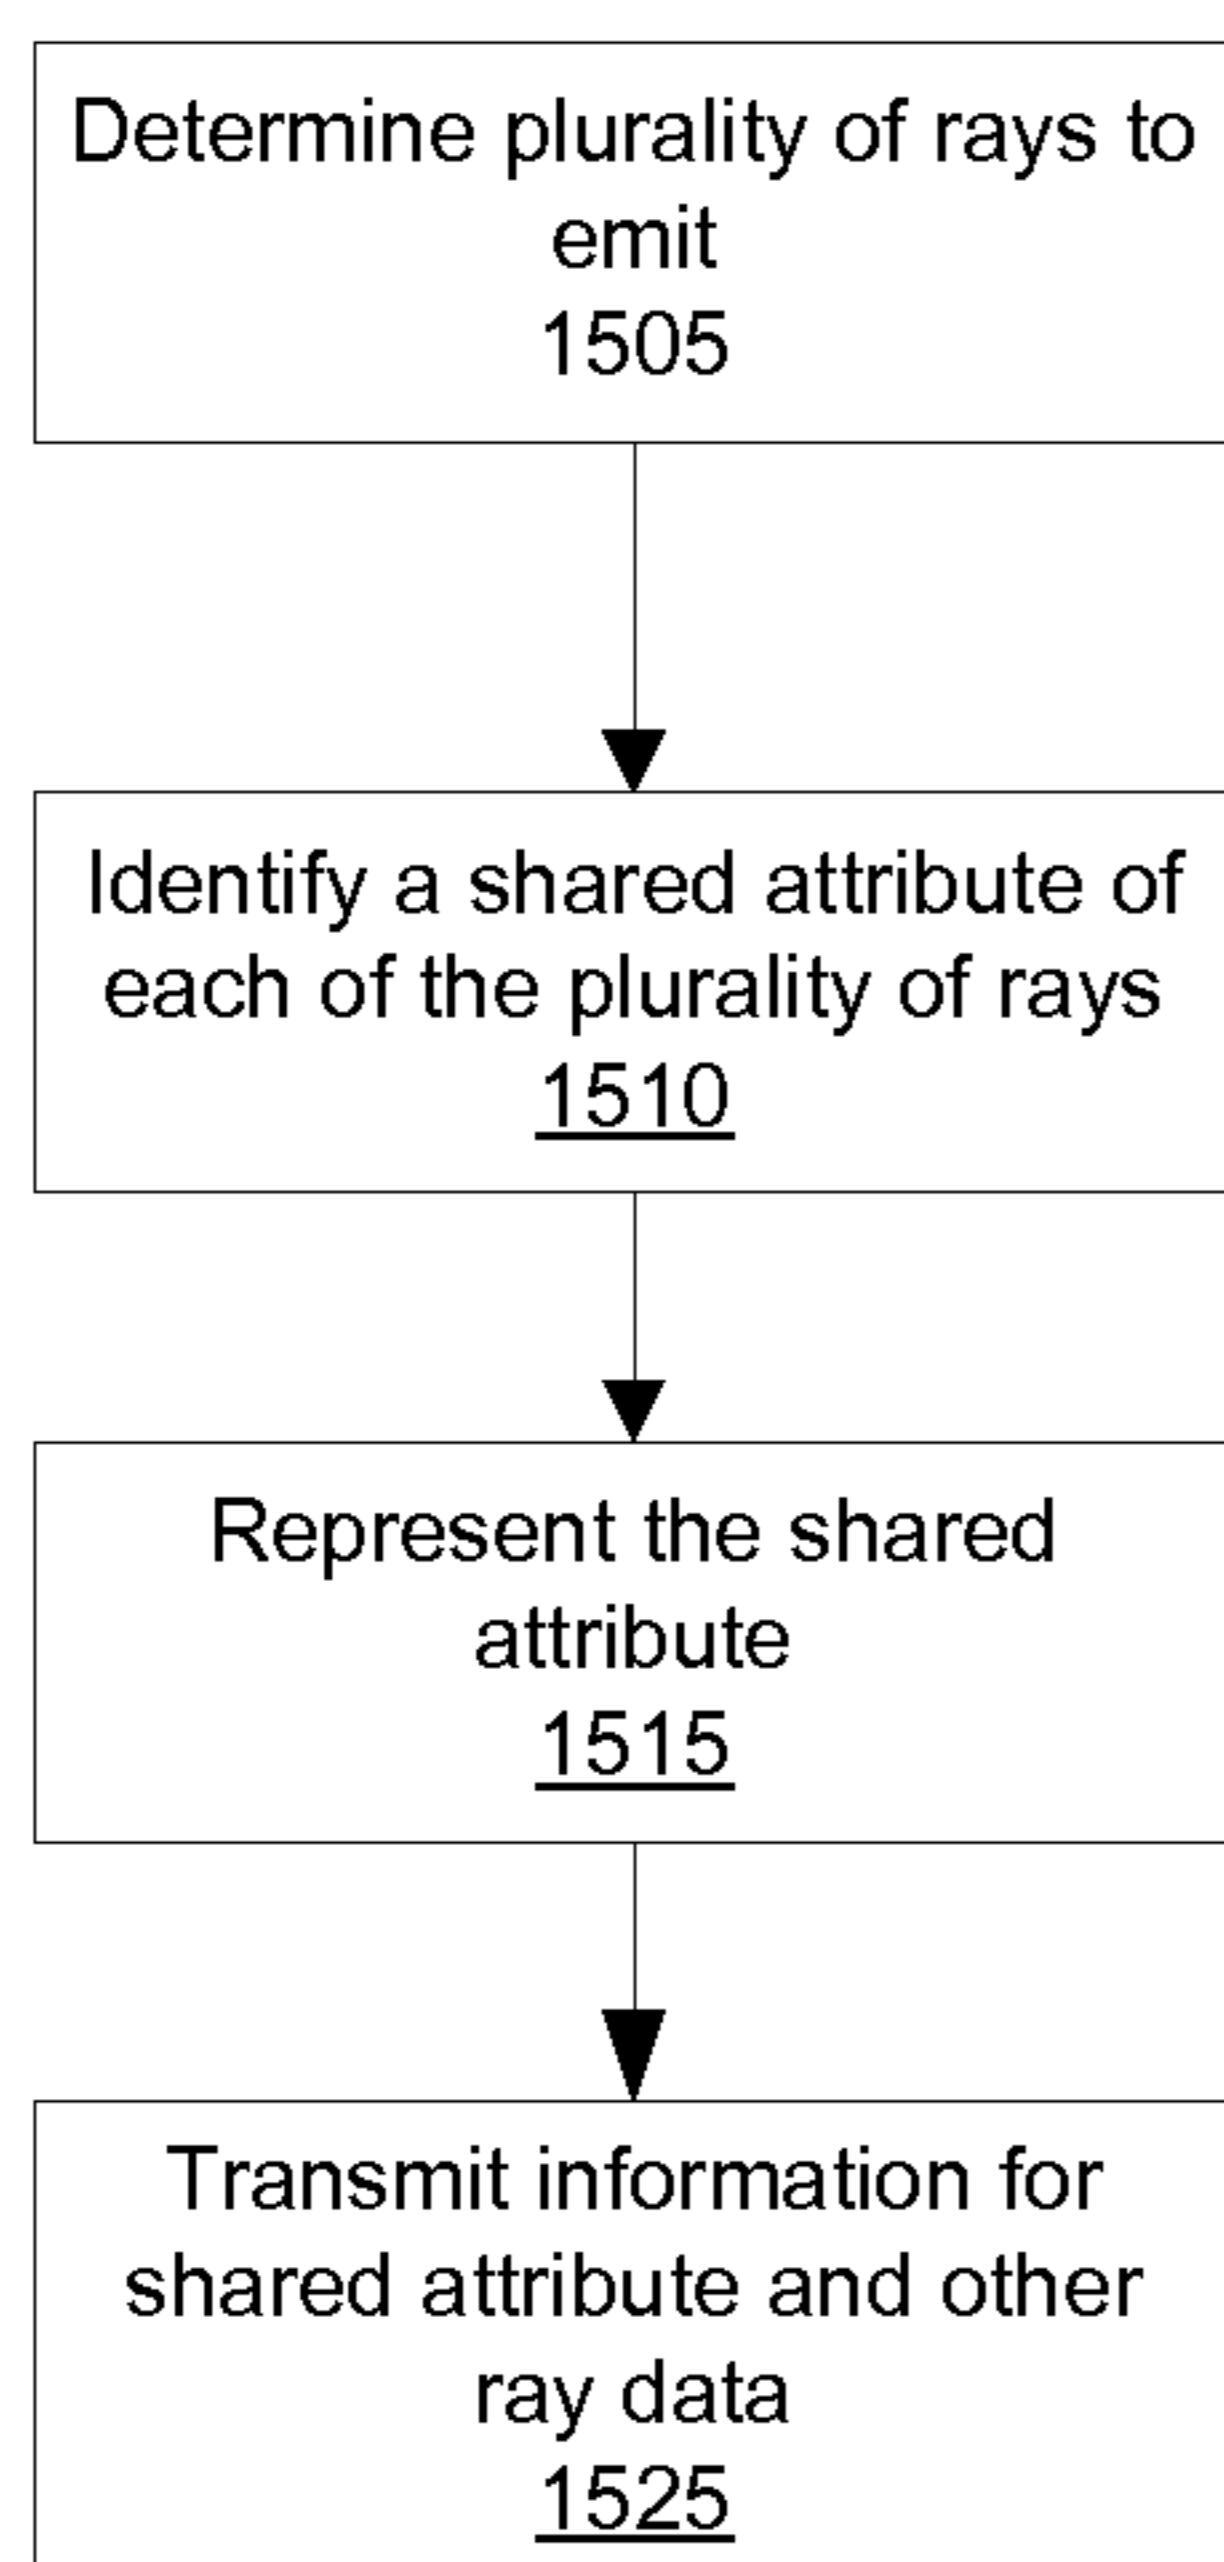 Determine plurality of rays to
emit
1505
Identify a shared attribute of
each of the plurality of rays
1510
Represent the shared
attribute
1515
Transmit information for
shared attribute and other
ray data
1525